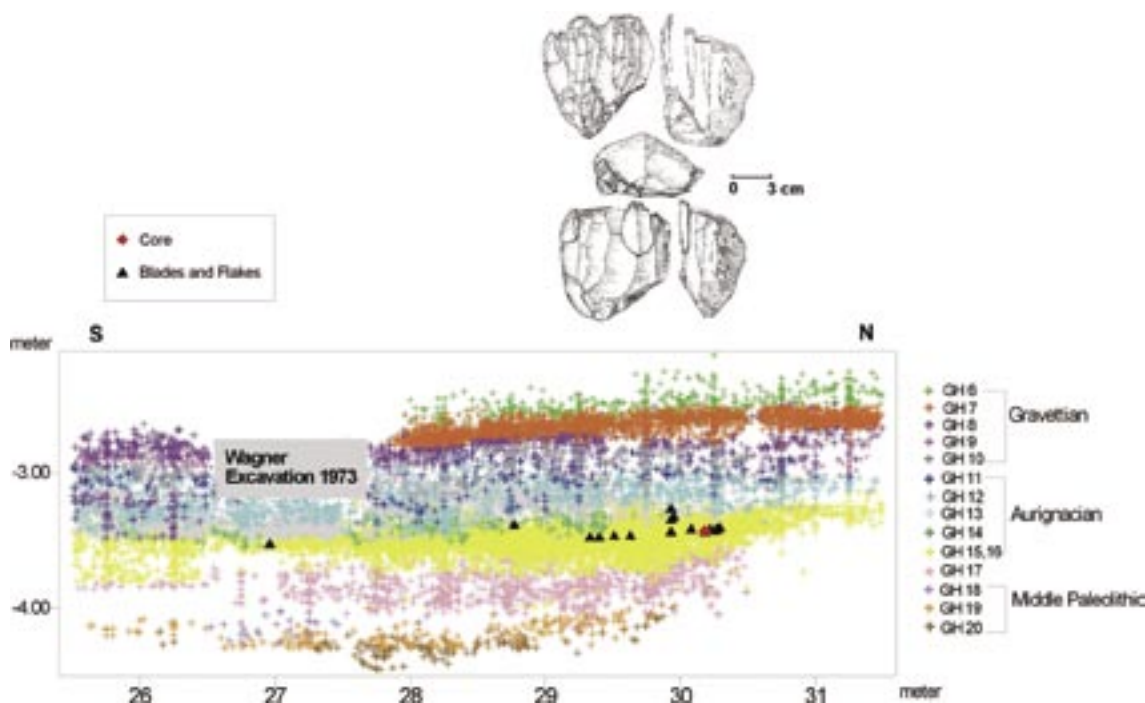 0 3 cm
Core
Blades and Flakes
meter
S
N
Wagner
Excavation 1973
-3.00
-4.00
26 27 28 29 30 31 meter
GH 6
GH 7
GH 8
GH 9
GH 10
Gravettian
GH 11
GH 12
GH 13
GH 14
GH 15,16
GH 17
Aurignacian
GH 18
GH 19
GH 20
Middle Paleolithic